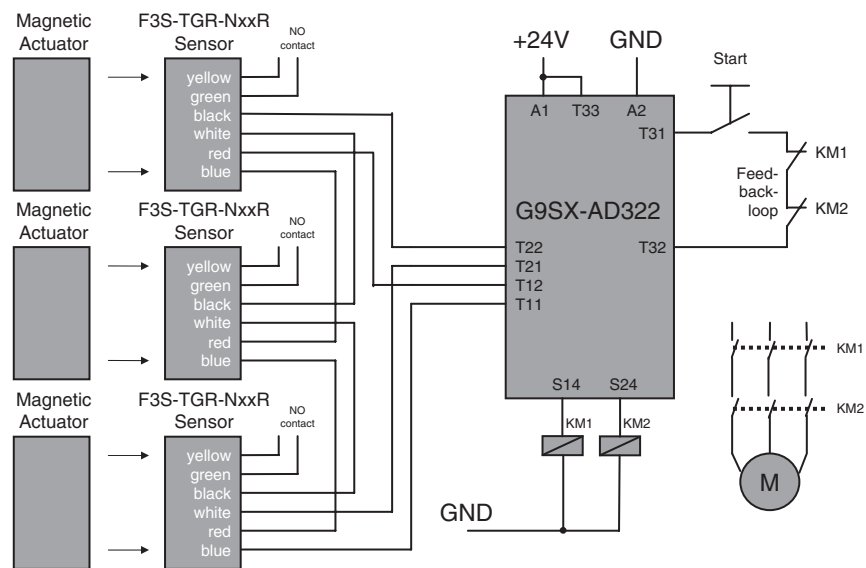 Magnetic
Actuator
F3S-TGR-NxxR
Sensor
NO
contact
yellow
green
black
white
red
blue
Magnetic
Actuator
F3S-TGR-NxxR
Sensor
NO
contact
yellow
green
black
white
red
blue
Magnetic
Actuator
F3S-TGR-NxxR
Sensor
NO
contact
yellow
green
black
white
red
blue
+24V
GND
A1
T33
A2
T31
G9SX-AD322
T22
T21
T12
T11
T32
S14
S24
KM1
KM2
GND
Start
KM1
Feed-
back-
loop
KM2
KM1
KM2
M